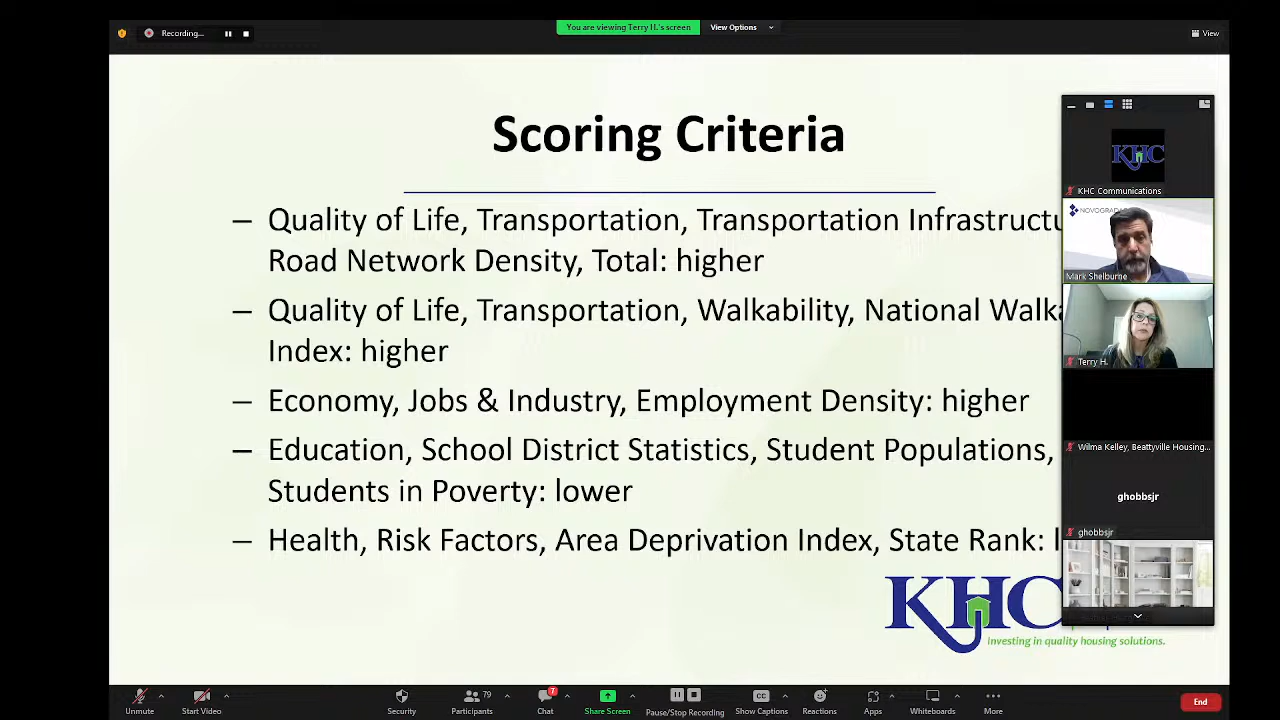 Recording...
You are viewing Terry H.'s screen
View Options
View
Scoring Criteria
– Quality of Life, Transportation, Transportation Infrastructu
Road Network Density, Total: higher
– Quality of Life, Transportation, Walkability, National Walka
Index: higher
– Economy, Jobs & Industry, Employment Density: higher
– Education, School District Statistics, Student Populations,
Students in Poverty: lower
– Health, Risk Factors, Area Deprivation Index, State Rank: l
KHC
Investing in quality housing solutions.
KHC
KHC Communications
NOVOGRAD
Mark Shelburne
Terry H.
Wilma Kelley, Beattyville Housing...
ghobbsjr
ghobbsjr
Unmute
Start Video
Security
79
Participants
7
Chat
Share Screen
Pause/Stop Recording
CC
Show Captions
Reactions
Apps
Whiteboards
More
End